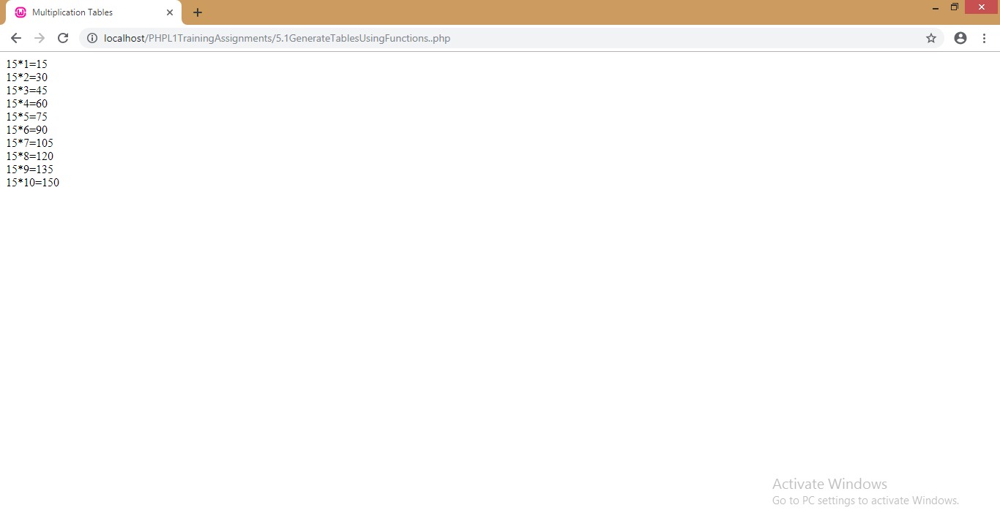 Multiplication Tables
localhost/PHPL1TrainingAssignments/5.1GenerateTablesUsingFunctions..php
15*1=15
15*2=30
15*3=45
15*4=60
15*5=75
15*6=90
15*7=105
15*8=120
15*9=135
15*10=150
Activate Windows
Go to PC settings to activate Windows.